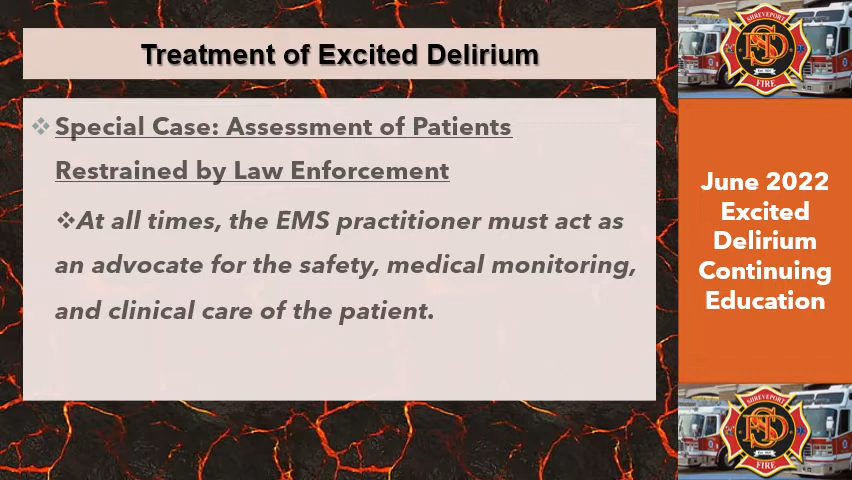 Treatment of Excited Delirium
❖Special Case: Assessment of Patients
Restrained by Law Enforcement
❖At all times, the EMS practitioner must act as
an advocate for the safety, medical monitoring,
and clinical care of the patient.
SHREVEPORT
FIRE
June 2022
Excited
Delirium
Continuing
Education
SHREVEPORT
FIRE